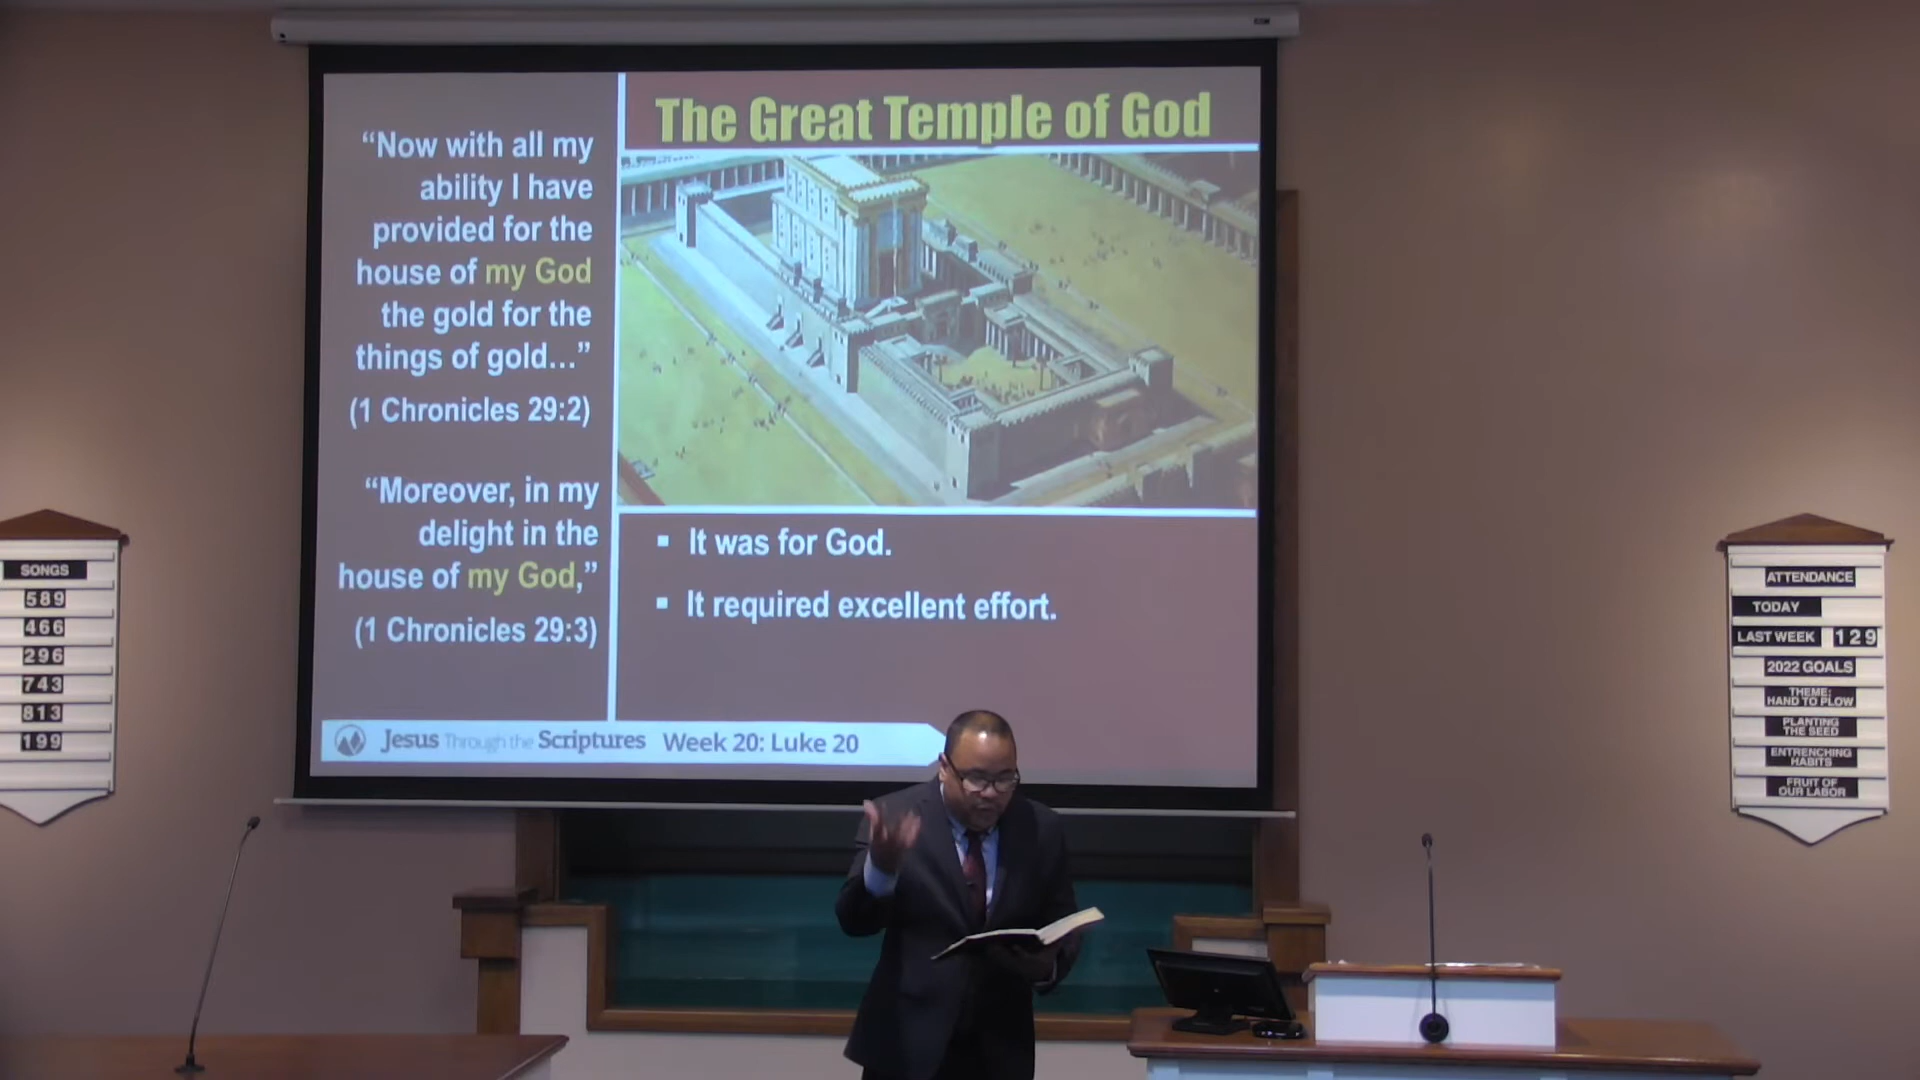 The Great Temple of God
“Now with all my
ability I have
provided for the
house of my God
the gold for the
things of gold…”
(1 Chronicles 29:2)
“Moreover, in my
delight in the
house of my God,”
(1 Chronicles 29:3)
▪ It was for God.
▪ It required excellent effort.
Jesus Through the Scriptures Week 20: Luke 20
SONGS
589
466
296
743
813
199
ATTENDANCE
TODAY
LAST WEEK 129
2022 GOALS
THEME:
HAND TO PLOW
PLANTING
THE SEED
ENTRENCHING
HABITS
FRUIT OF
OUR LABOR